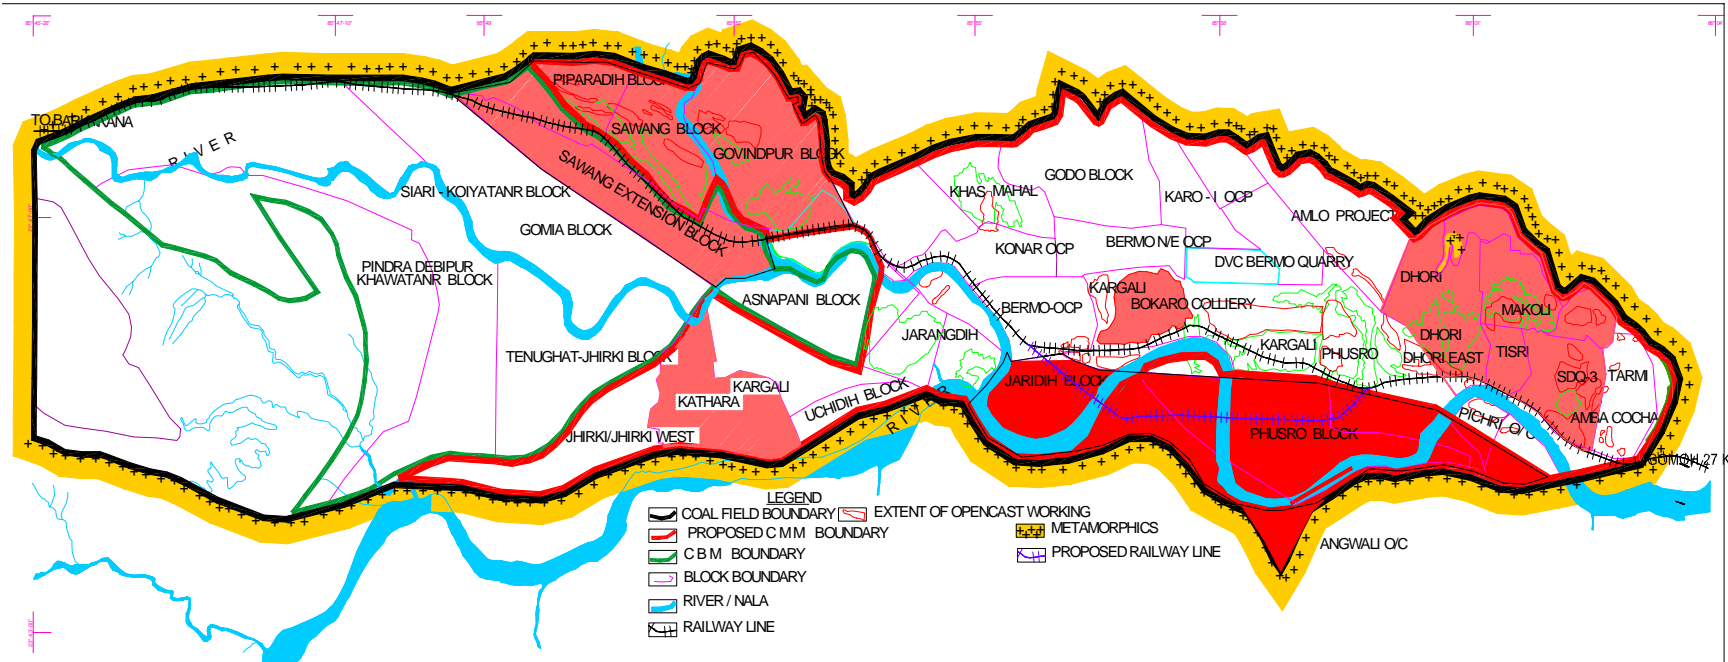 TO BARKAKANA
RIVER
PIPARADIH BLOCK
SAWANG BLOCK
GOVINDPUR BLOCK
SAWANG EXTENSION BLOCK
SIARI - KOIYATANR BLOCK
GOMIA BLOCK
PINDRA DEBIPUR
KHAWATANR BLOCK
ASNAPANI BLOCK
TENUGHAT-JHIRKI BLOCK
KARGALI
KATHARA
JHIRKI/JHIRKI WEST
UCHIDIH BLOCK
JARANGDIH
RIVER
KHAS MAHAL
GODO BLOCK
KARO - I OCP
AMLO PROJECT
KONAR OCP
BERMO N/E OCP
DVC BERMO QUARRY
BERMO-OCP
KARGALI
BOKARO COLLIERY
KARGALI
PHUSRO
DHORI
DHORI
DHORI EAST
MAKOLI
TISRI
SDQ-3
TARMI
AMBA COCHA
PICHRI O/C
JARIDIH BLOCK
PHUSRO BLOCK
ANGWALI O/C
LEGEND
COAL FIELD BOUNDARY
EXTENT OF OPENCAST WORKING
PROPOSED C M M BOUNDARY
METAMORPHICS
C B M BOUNDARY
PROPOSED RAILWAY LINE
BLOCK BOUNDARY
RIVER / NALA
RAILWAY LINE